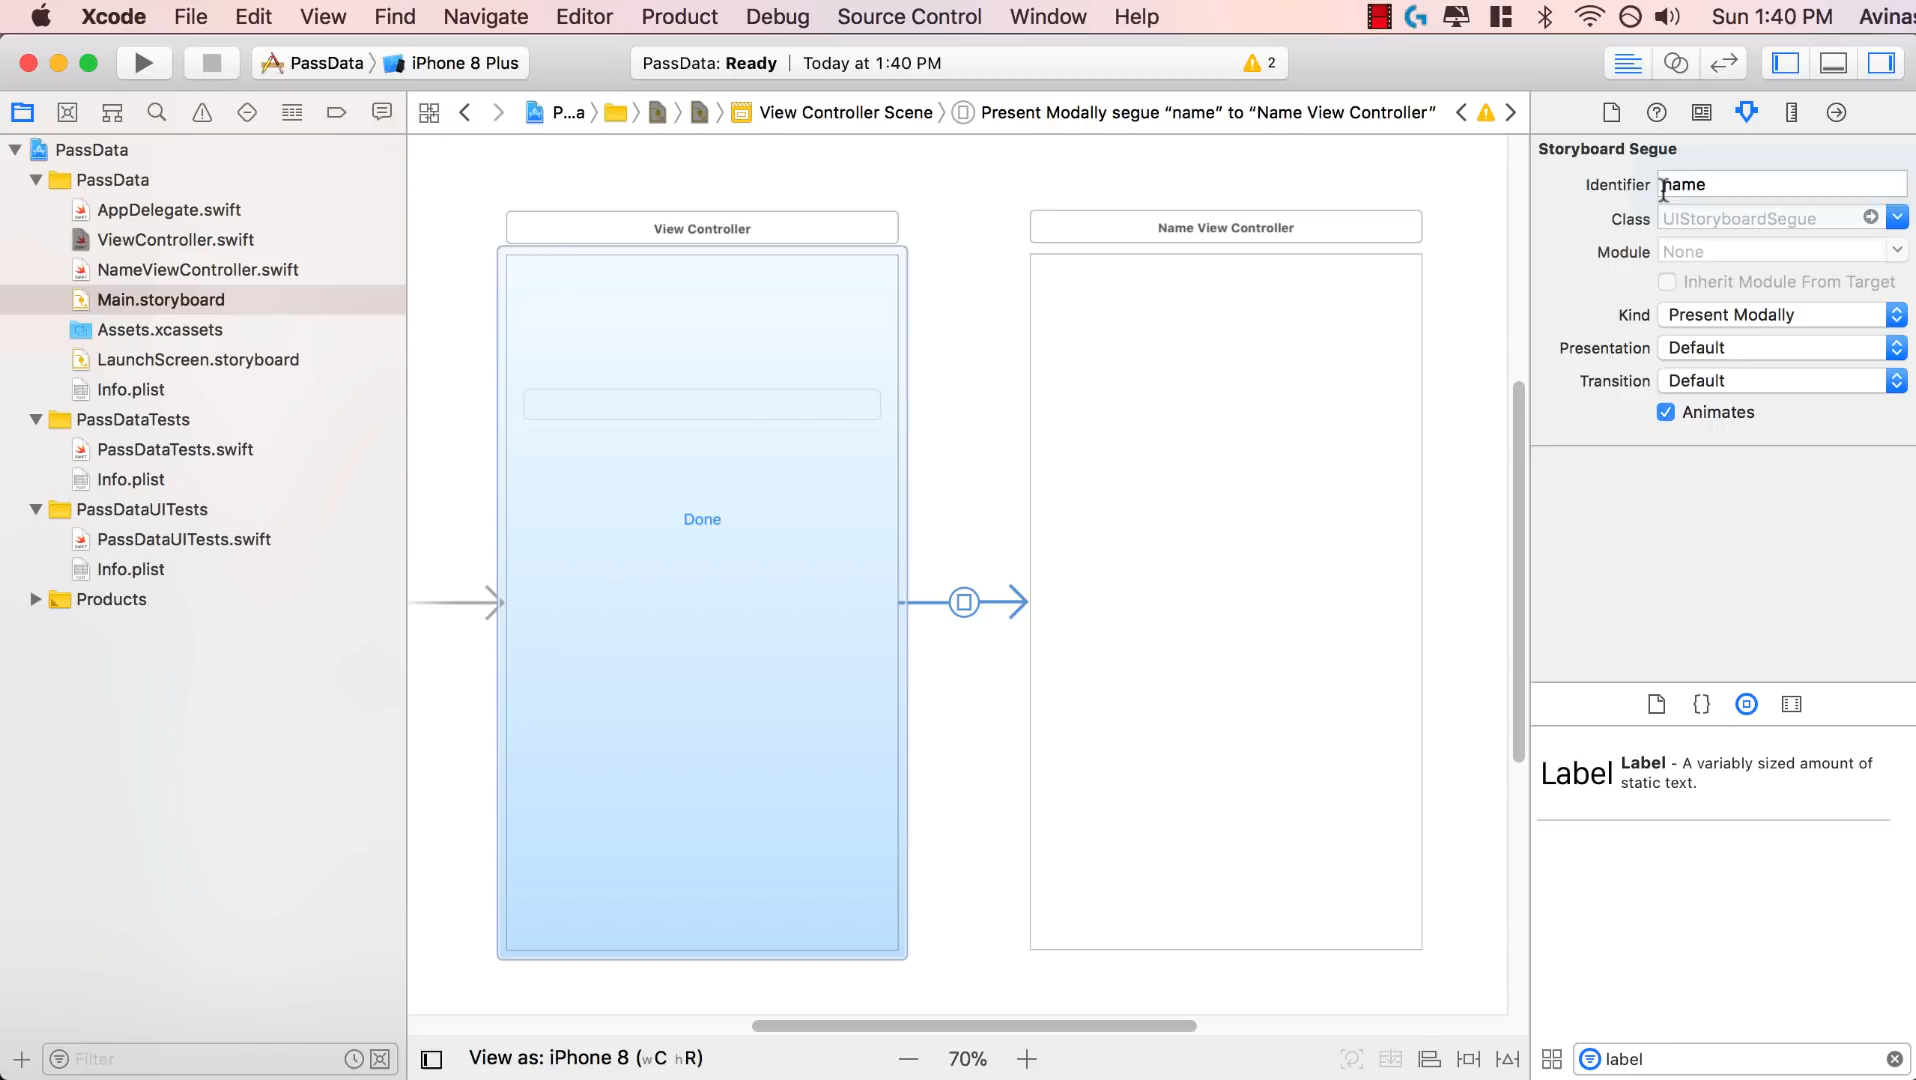 Xcode File Edit View Find Navigate Editor Product Debug Source Control Window Help Sun 1:40 PM Avinas
PassData iPhone 8 Plus PassData: Ready Today at 1:40 PM 2
P...a View Controller Scene Present Modally segue “name” to “Name View Controller”
PassData
PassData
AppDelegate.swift
ViewController.swift
NameViewController.swift
Main.storyboard
Assets.xcassets
LaunchScreen.storyboard
Info.plist
PassDataTests
PassDataTests.swift
Info.plist
PassDataUITests
PassDataUITests.swift
Info.plist
Products
Filter
View Controller
Done
Name View Controller
View as: iPhone 8 (wC hR) 70%
Storyboard Segue
Identifier name
Class UIStoryboardSegue
Module None
Inherit Module From Target
Kind Present Modally
Presentation Default
Transition Default
Animates
{}
Label Label - A variably sized amount of
static text.
label